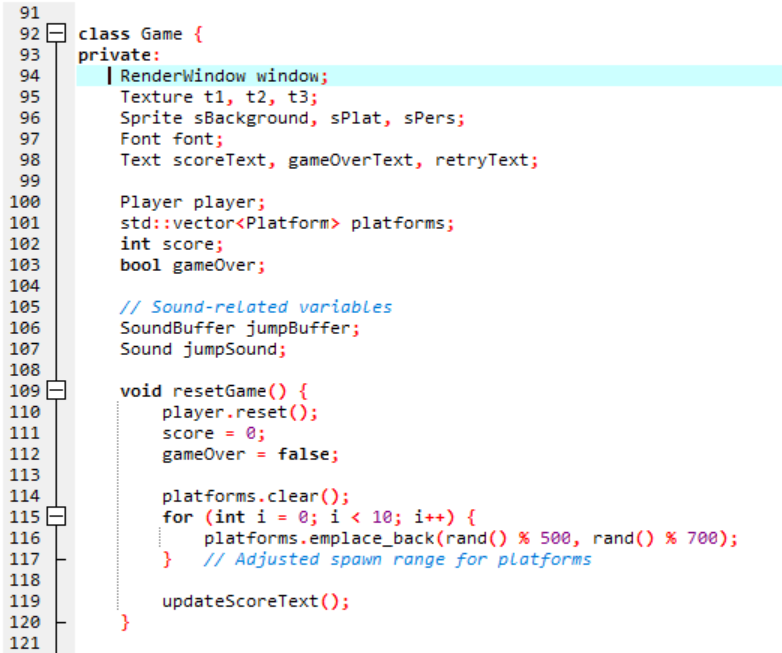 91
92 class Game {
93 private:
94     RenderWindow window;
95     Texture t1, t2, t3;
96     Sprite sBackground, sPlat, sPers;
97     Font font;
98     Text scoreText, gameOverText, retryText;
99
100     Player player;
101     std::vector<Platform> platforms;
102     int score;
103     bool gameOver;
104
105     // Sound-related variables
106     SoundBuffer jumpBuffer;
107     Sound jumpSound;
108
109     void resetGame() {
110         player.reset();
111         score = 0;
112         gameOver = false;
113
114         platforms.clear();
115         for (int i = 0; i < 10; i++) {
116             platforms.emplace_back(rand() % 500, rand() % 700);
117         }   // Adjusted spawn range for platforms
118
119         updateScoreText();
120     }
121